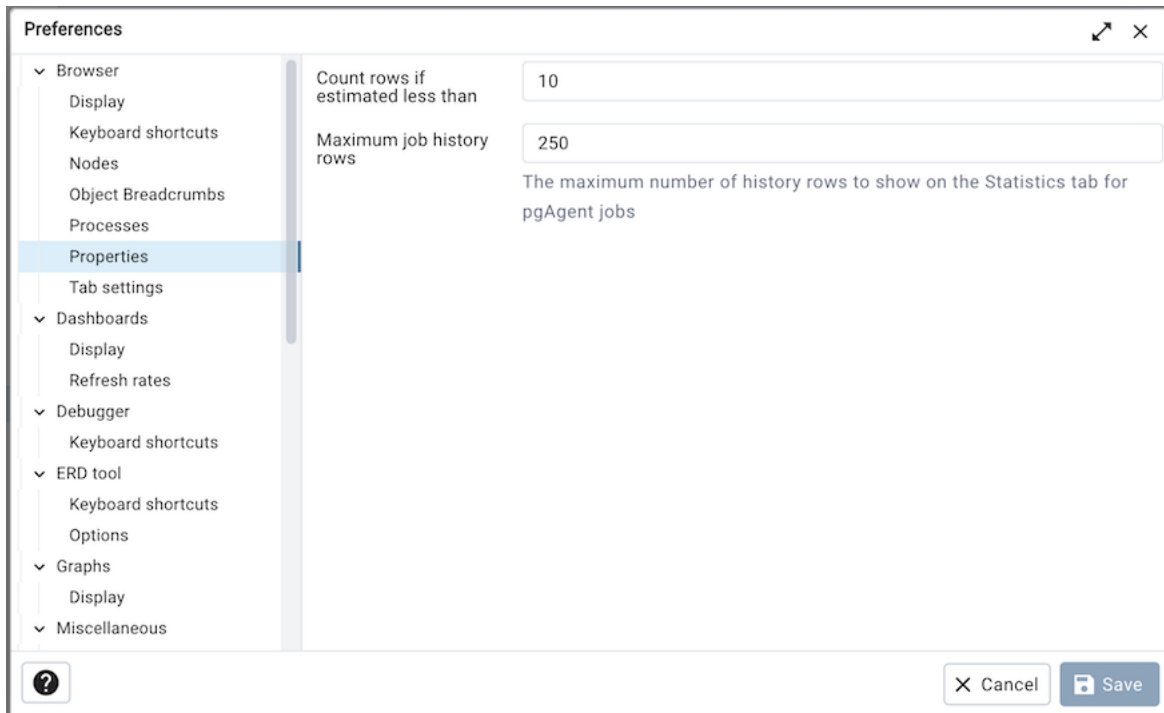 Preferences
Browser
Display
Keyboard shortcuts
Nodes
Object Breadcrumbs
Processes
Properties
Tab settings
Dashboards
Display
Refresh rates
Debugger
Keyboard shortcuts
ERD tool
Keyboard shortcuts
Options
Graphs
Display
Miscellaneous
Count rows if
estimated less than
10
Maximum job history
rows
250
The maximum number of history rows to show on the Statistics tab for
pgAgent jobs
Cancel
Save